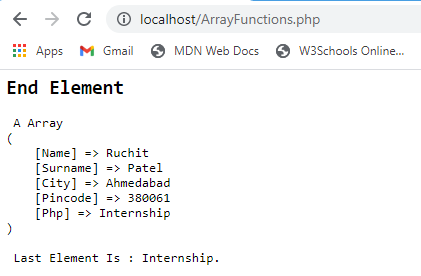 localhost/ArrayFunctions.php
Apps Gmail MDN Web Docs W3Schools Online...
End Element
A Array
(
[Name] => Ruchit
[Surname] => Patel
[City] => Ahmedabad
[Pincode] => 380061
[Php] => Internship
)
Last Element Is : Internship.